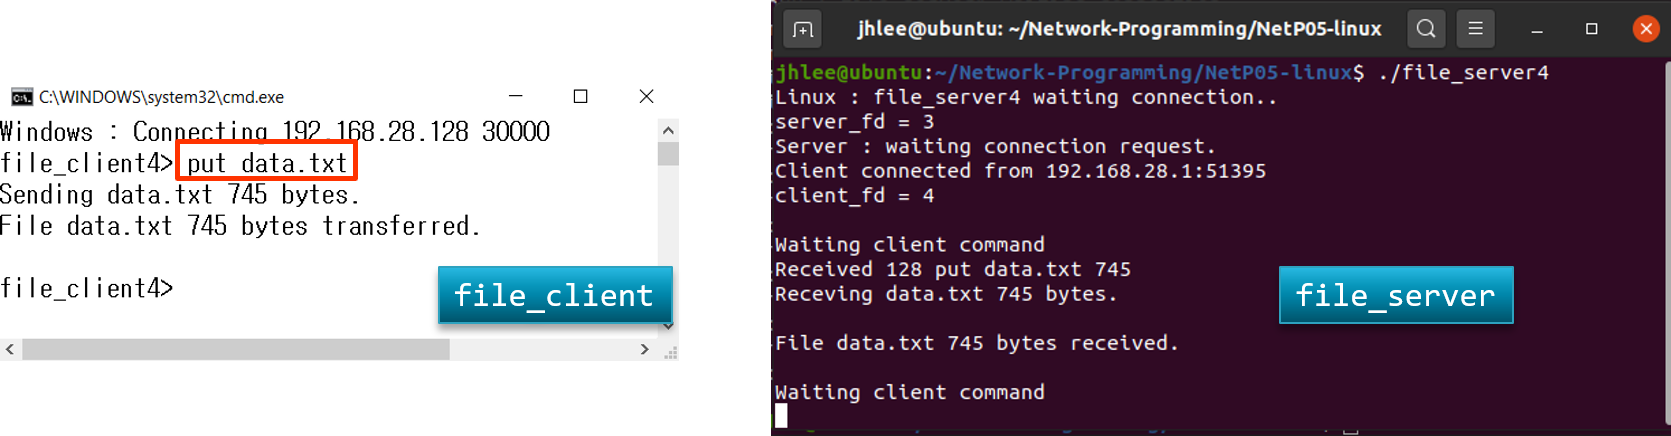 C:\WINDOWS\system32\cmd.exe
Windows : Connecting 192.168.28.128 30000
file_client4> put data.txt
Sending data.txt 745 bytes.
File data.txt 745 bytes transferred.
file_client4>
file_client
jhlee@ubuntu: ~/Network-Programming/NetP05-linux
jhlee@ubuntu:~/Network-Programming/NetP05-linux$ ./file_server4
Linux : file_server4 waiting connection..
server_fd = 3
Server : waiting connection request.
Client connected from 192.168.28.1:51395
client_fd = 4
Waiting client command
Received 128 put data.txt 745
Receving data.txt 745 bytes.
File data.txt 745 bytes received.
Waiting client command
file_server